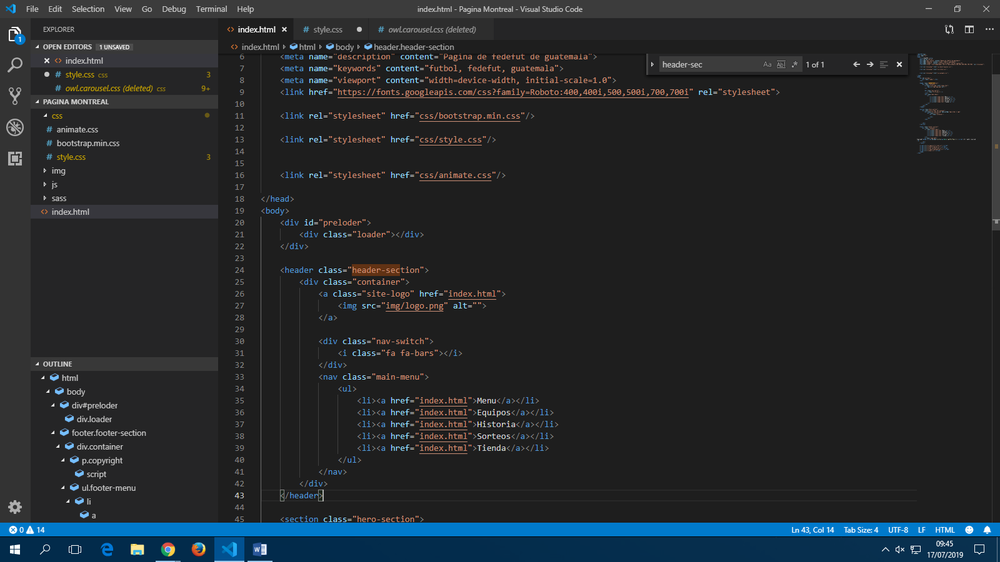 File Edit Selection View Go Debug Terminal Help index.html - Pagina Montreal - Visual Studio Code
EXPLORER
OPEN EDITORS 1 UNSAVED
index.html
style.css css 3
owl.carousel.css (deleted) css 9+
PAGINA MONTREAL
css
animate.css
bootstrap.min.css
style.css 3
img
js
sass
index.html
OUTLINE
html
body
div#preloder
div.loader
footer.footer-section
div.container
p.copyright
script
ul.footer-menu
li
a
index.html style.css owl.carousel.css (deleted)
index.html html body header.header-section
header-sec Aa Abl .* 1 of 1
6 <meta name="description" content="Pagina de fedefut de guatemala">
7 <meta name="keywords" content="futbol, fedefut, guatemala">
8 <meta name="viewport" content="width=device-width, initial-scale=1.0">
9 <link href="https://fonts.googleapis.com/css?family=Roboto:400,400i,500,500i,700,700i" rel="stylesheet">
10
11 <link rel="stylesheet" href="css/bootstrap.min.css"/>
12
13 <link rel="stylesheet" href="css/style.css"/>
14
15
16 <link rel="stylesheet" href="css/animate.css"/>
17
18 </head>
19 <body>
20 <div id="preloder">
21 <div class="loader"></div>
22 </div>
23
24 <header class="header-section">
25 <div class="container">
26 <a class="site-logo" href="index.html">
27 <img src="img/logo.png" alt="">
28 </a>
29
30 <div class="nav-switch">
31 <i class="fa fa-bars"></i>
32 </div>
33 <nav class="main-menu">
34 <ul>
35 <li><a href="index.html">Menu</a></li>
36 <li><a href="index.html">Equipos</a></li>
37 <li><a href="index.html">Historia</a></li>
38 <li><a href="index.html">Sorteos</a></li>
39 <li><a href="index.html">Tienda</a></li>
40 </ul>
41 </nav>
42 </div>
43 </header>
44
45 <section class="hero-section">
0 14 Ln 43, Col 14 Tab Size: 4 UTF-8 LF HTML
09:45
17/07/2019